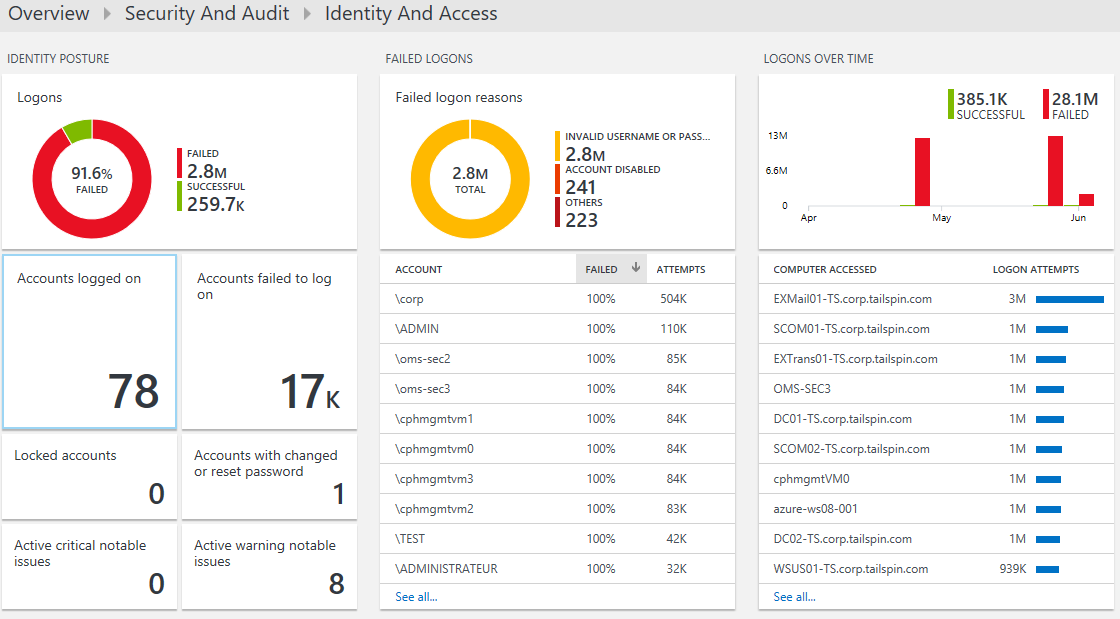 Overview Security And Audit Identity And Access
IDENTITY POSTURE
Logons
91.6%
FAILED
FAILED
2.8M
SUCCESSFUL
259.7K
Accounts logged on
78
Accounts failed to log
on
17K
Locked accounts
0
Accounts with changed
or reset password
1
Active critical notable
issues
0
Active warning notable
issues
8
FAILED LOGONS
Failed logon reasons
2.8M
TOTAL
INVALID USERNAME OR PASS...
2.8M
ACCOUNT DISABLED
241
OTHERS
223
ACCOUNT FAILED ATTEMPTS
\corp 100% 504K
\ADMIN 100% 110K
\oms-sec2 100% 85K
\oms-sec3 100% 84K
\cphmgmtvm1 100% 84K
\cphmgmtvm0 100% 84K
\cphmgmtvm3 100% 84K
\cphmgmtvm2 100% 83K
\TEST 100% 42K
\ADMINISTRATEUR 100% 32K
See all...
LOGONS OVER TIME
385.1K
SUCCESSFUL
28.1M
FAILED
13M
6.6M
0
Apr May Jun
COMPUTER ACCESSED LOGON ATTEMPTS
EXMail01-TS.corp.tailspin.com 3M
SCOM01-TS.corp.tailspin.com 1M
EXTrans01-TS.corp.tailspin.com 1M
OMS-SEC3 1M
DC01-TS.corp.tailspin.com 1M
SCOM02-TS.corp.tailspin.com 1M
cphmgmtVM0 1M
azure-ws08-001 1M
DC02-TS.corp.tailspin.com 1M
WSUS01-TS.corp.tailspin.com 939K
See all...